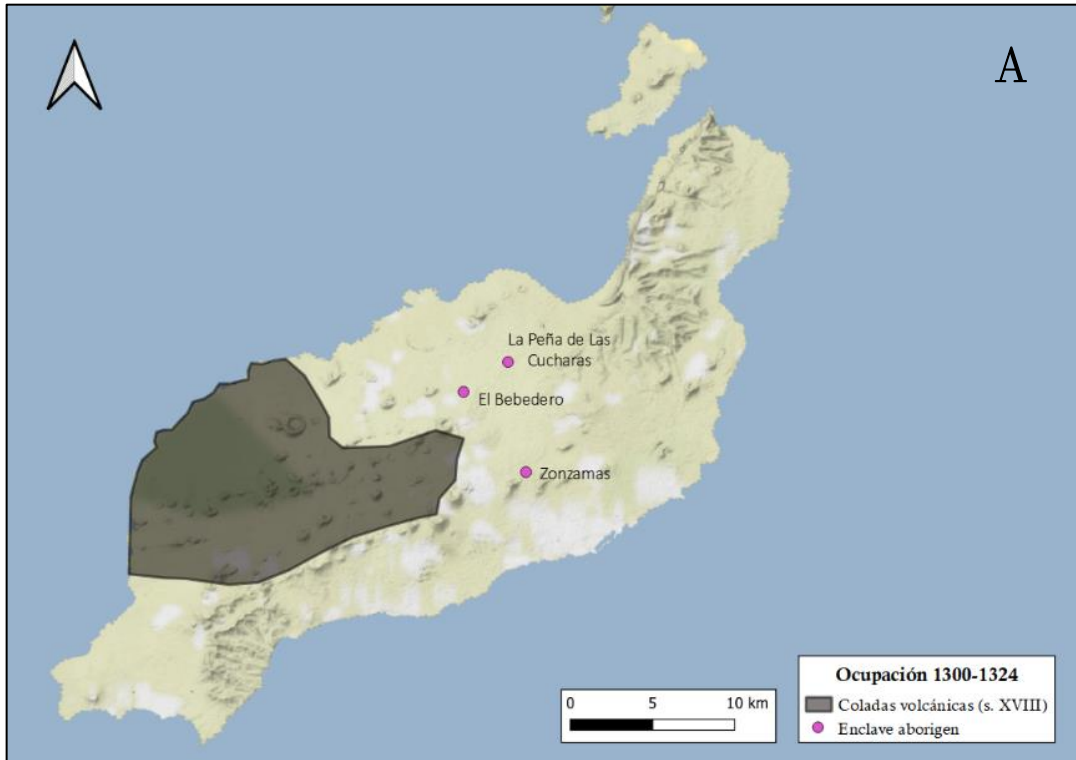 A
La Peña de Las
Cucharas
El Bebedero
Zonzamas
0 5 10 km
Ocupación 1300-1324
Coladas volcánicas (s. XVIII)
Enclave aborigen